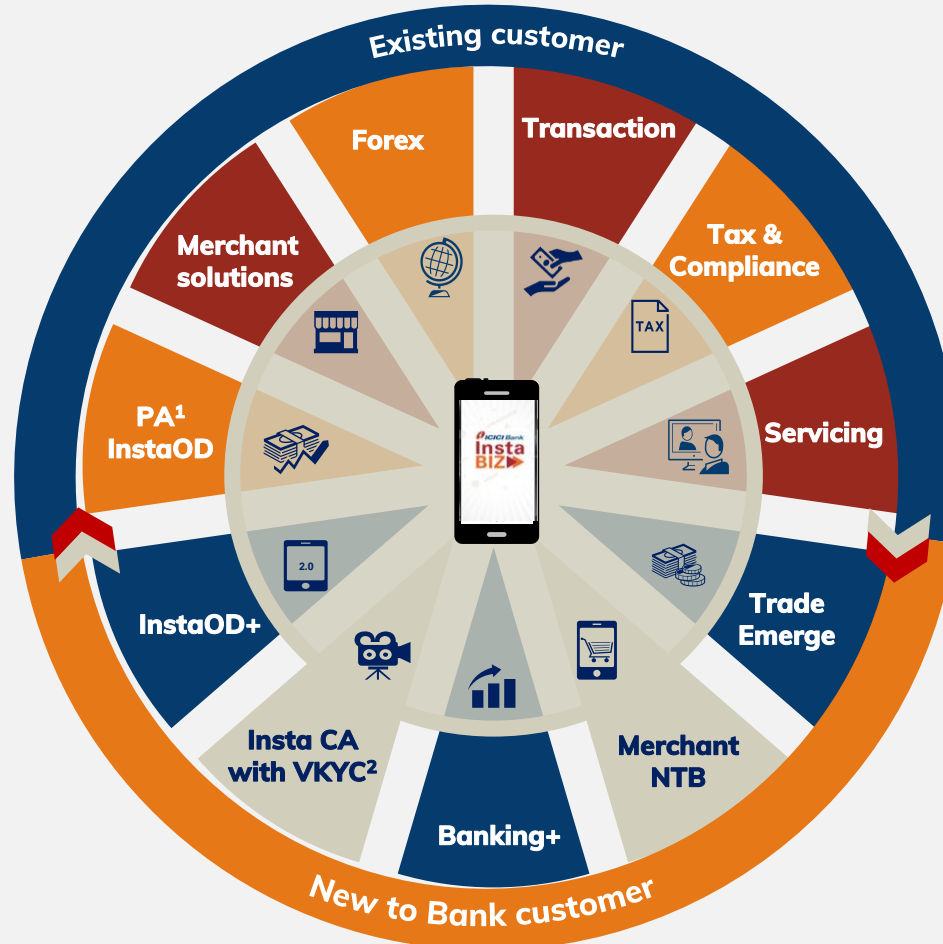 Existing customer
Forex
Transaction
Merchant
solutions
Tax &
Compliance
TAX
PA¹
InstaOD
Servicing
ICICI Bank
Insta
BIZ
2.0
InstaOD+
Trade
Emerge
Insta CA
with VKYC²
Merchant
NTB
Banking+
New to Bank customer